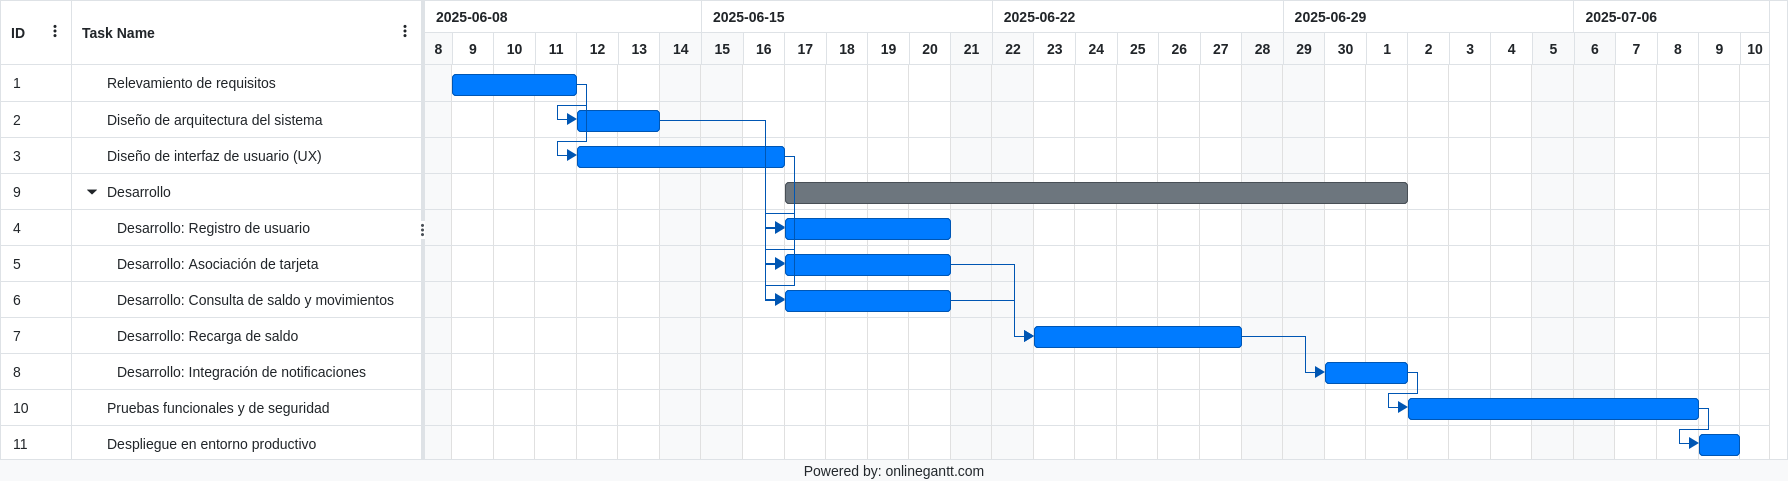 ID Task Name 2025-06-08 2025-06-15 2025-06-22 2025-06-29 2025-07-06
8 9 10 11 12 13 14 15 16 17 18 19 20 21 22 23 24 25 26 27 28 29 30 1 2 3 4 5 6 7 8 9 10
1 Relevamiento de requisitos
2 Diseño de arquitectura del sistema
3 Diseño de interfaz de usuario (UX)
9 Desarrollo
4 Desarrollo: Registro de usuario
5 Desarrollo: Asociación de tarjeta
6 Desarrollo: Consulta de saldo y movimientos
7 Desarrollo: Recarga de saldo
8 Desarrollo: Integración de notificaciones
10 Pruebas funcionales y de seguridad
11 Despliegue en entorno productivo
Powered by: onlinegantt.com